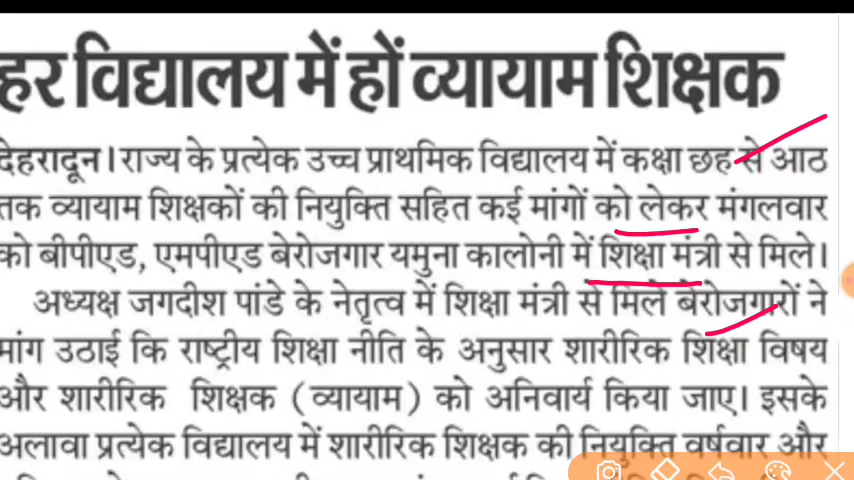 हर विद्यालय में हों व्यायाम शिक्षक
देहरादून। राज्य के प्रत्येक उच्च प्राथमिक विद्यालय में कक्षा छह से आठ
तक व्यायाम शिक्षकों की नियुक्ति सहित कई मांगों को लेकर मंगलवार
को बीपीएड, एमपीएड बेरोजगार यमुना कालोनी में शिक्षा मंत्री से मिले।
अध्यक्ष जगदीश पांडे के नेतृत्व में शिक्षा मंत्री से मिले बेरोजगारों ने
मांग उठाई कि राष्ट्रीय शिक्षा नीति के अनुसार शारीरिक शिक्षा विषय
और शारीरिक शिक्षक (व्यायाम) को अनिवार्य किया जाए। इसके
अलावा प्रत्येक विद्यालय में शारीरिक शिक्षक की नियुक्ति वर्षवार और